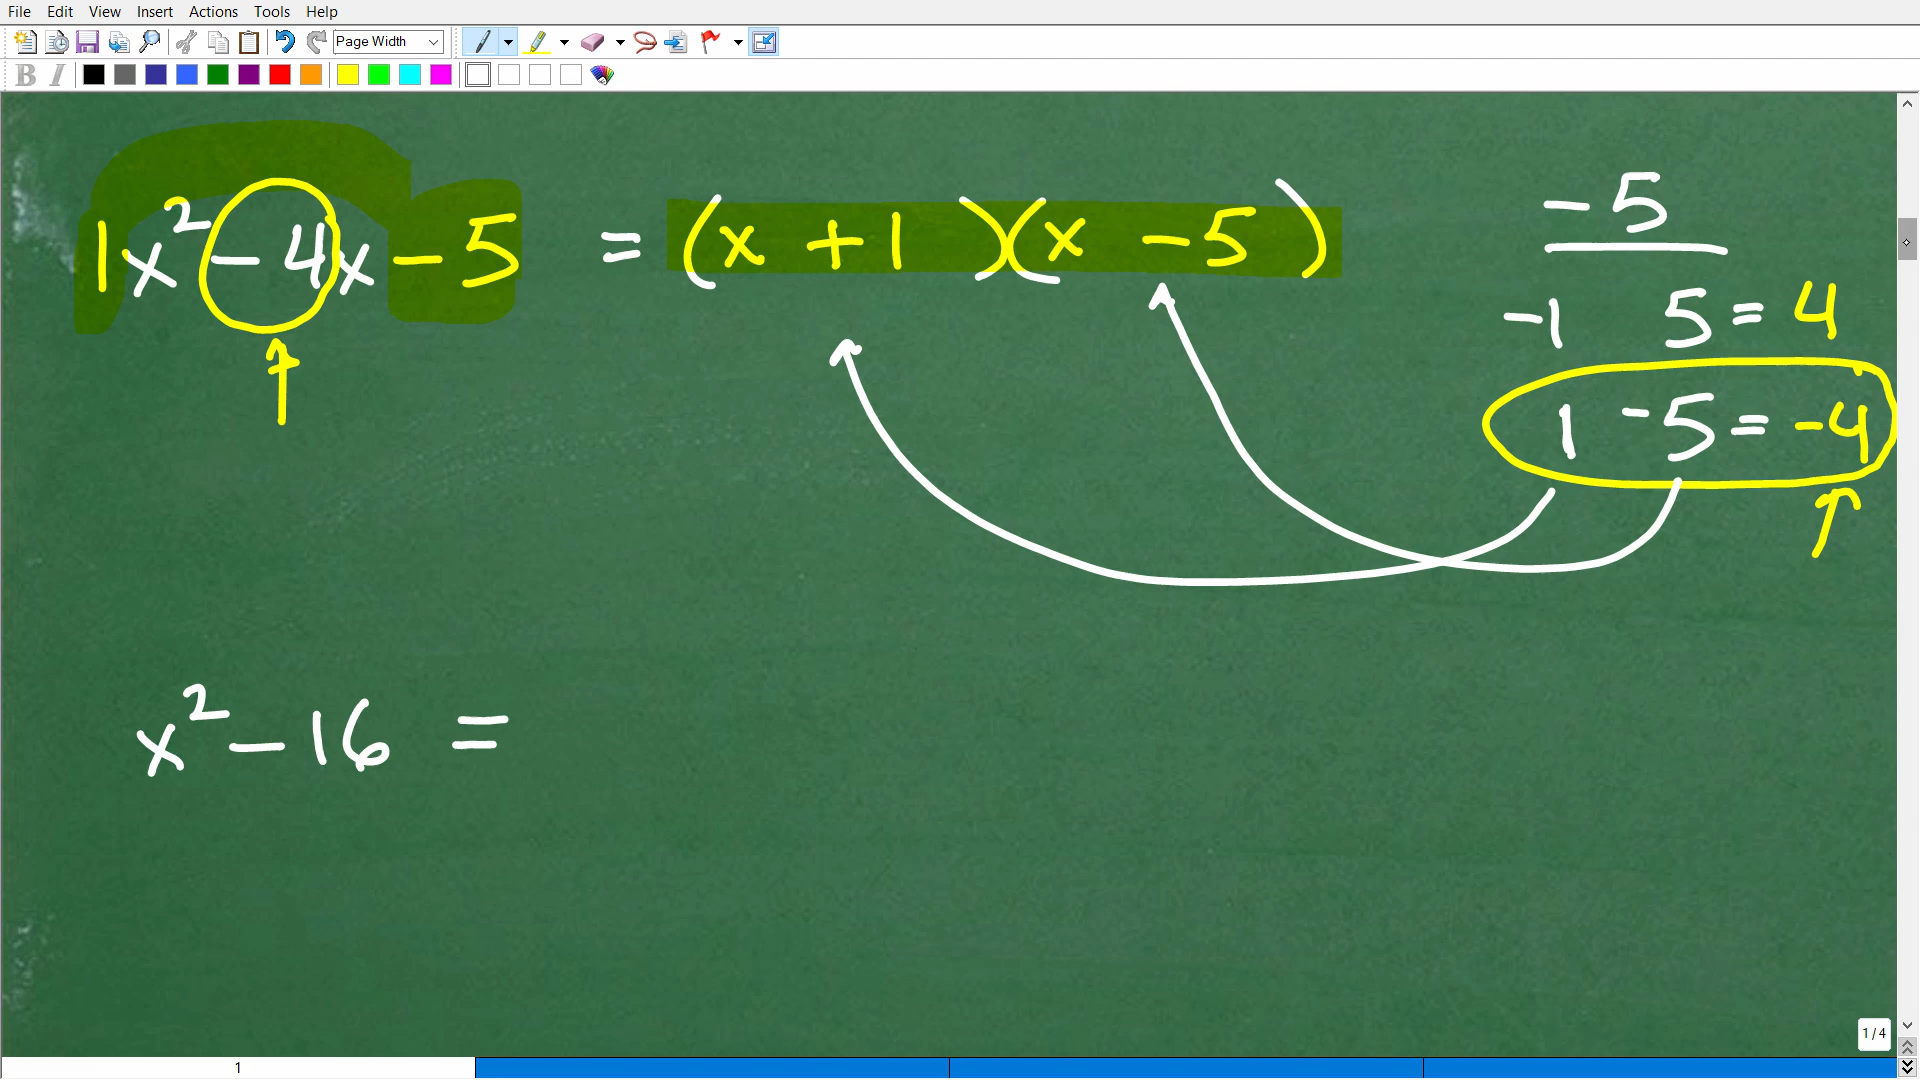 File Edit View Insert Actions Tools Help
Page Width
B I
1x² - 4x - 5 = (x + 1)(x - 5)
-5
-1 5 = 4
1 -5 = -4
x² - 16 =
1 / 4
1